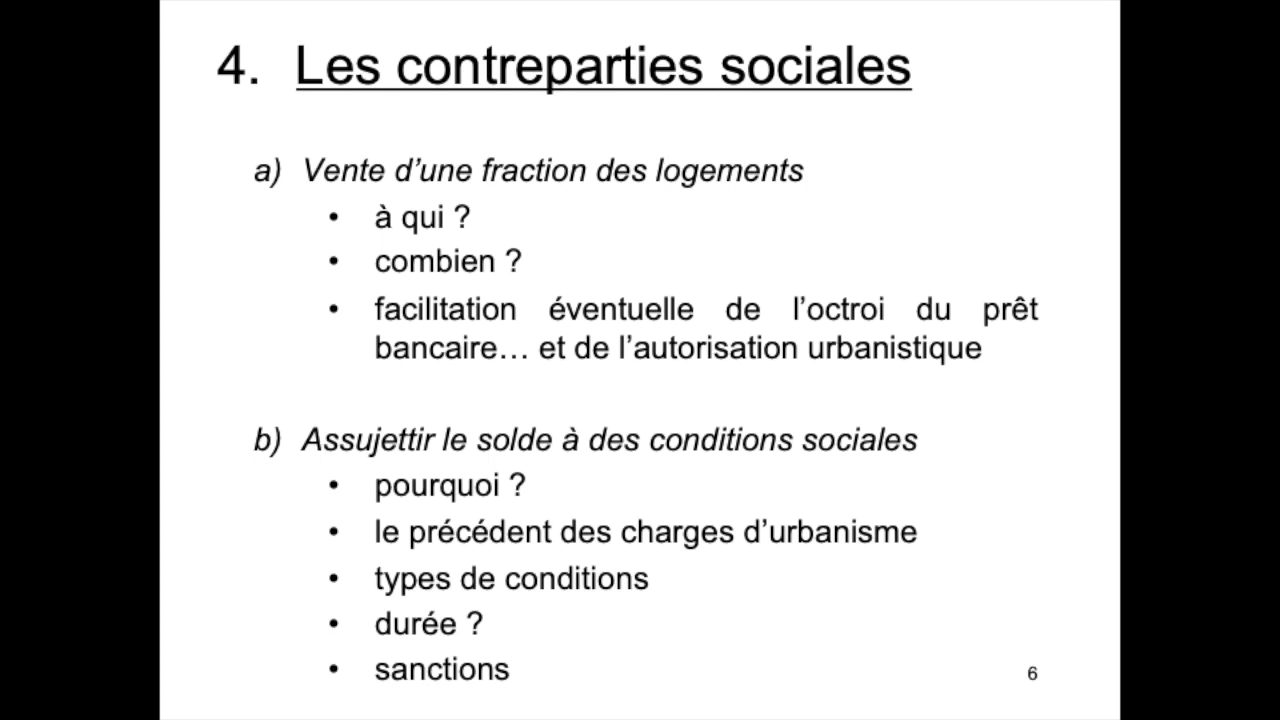 4. Les contreparties sociales
a) Vente d’une fraction des logements
• à qui ?
• combien ?
• facilitation éventuelle de l’octroi du prêt
bancaire… et de l’autorisation urbanistique
b) Assujettir le solde à des conditions sociales
• pourquoi ?
• le précédent des charges d’urbanisme
• types de conditions
• durée ?
• sanctions
6